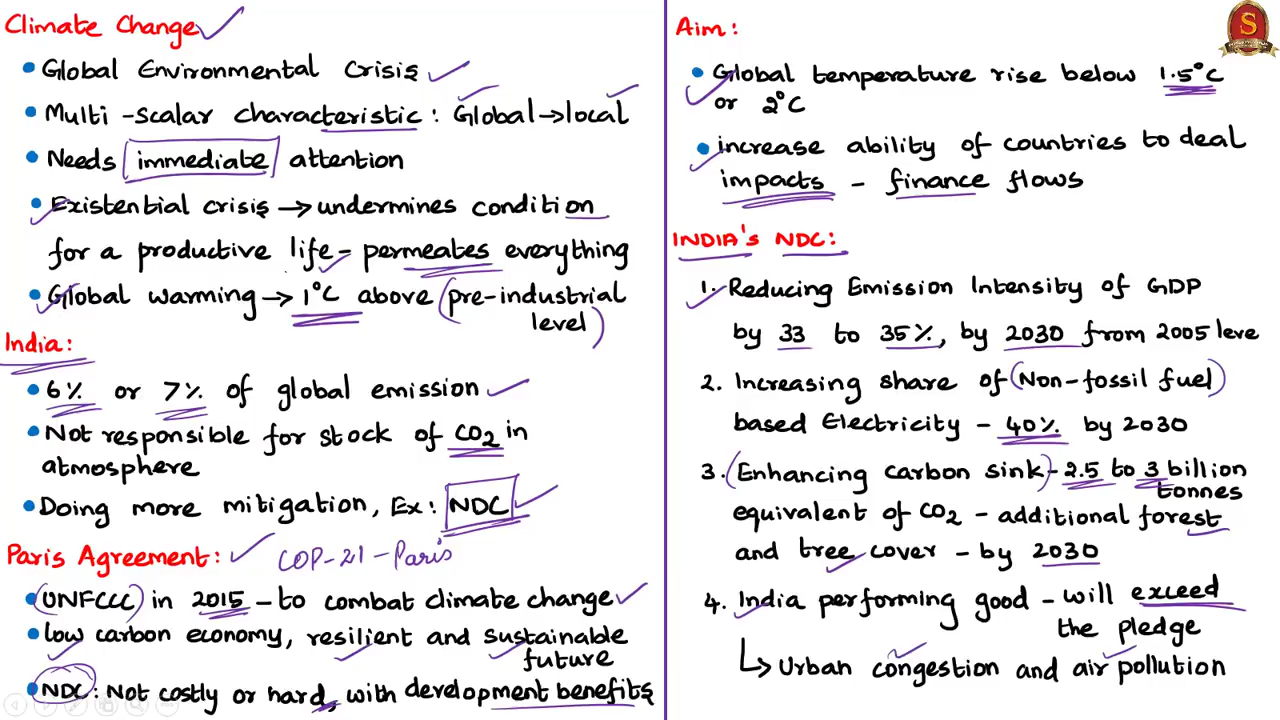 Climate Change
• Global Environmental Crisis
• Multi-scalar characteristic : Global → local
• Needs immediate attention
• Existential crisis → undermines condition
for a productive life - permeates everything
• Global warming → 1°C above (pre-industrial
level)
India:
• 6% or 7% of global emission
• Not responsible for stock of CO2 in
atmosphere
• Doing more mitigation, Ex: NDC
Paris Agreement: COP-21 - Paris
• UNFCCC in 2015 - to combat climate change
• low carbon economy, resilient and sustainable
future
• NDC: Not costly or hard, with development benefits
Aim:
• Global temperature rise below 1.5°C
or 2°C
• increase ability of countries to deal
impacts - finance flows
INDIA's NDC:
1. Reducing Emission Intensity of GDP
by 33 to 35%, by 2030 from 2005 leve
2. Increasing share of (Non-fossil fuel)
based Electricity - 40% by 2030
3. (Enhancing carbon sink) - 2.5 to 3 billion
tonnes
equivalent of CO2 - additional forest
and tree cover - by 2030
4. India performing good - will exceed
the pledge
↳ Urban congestion and air pollution
S